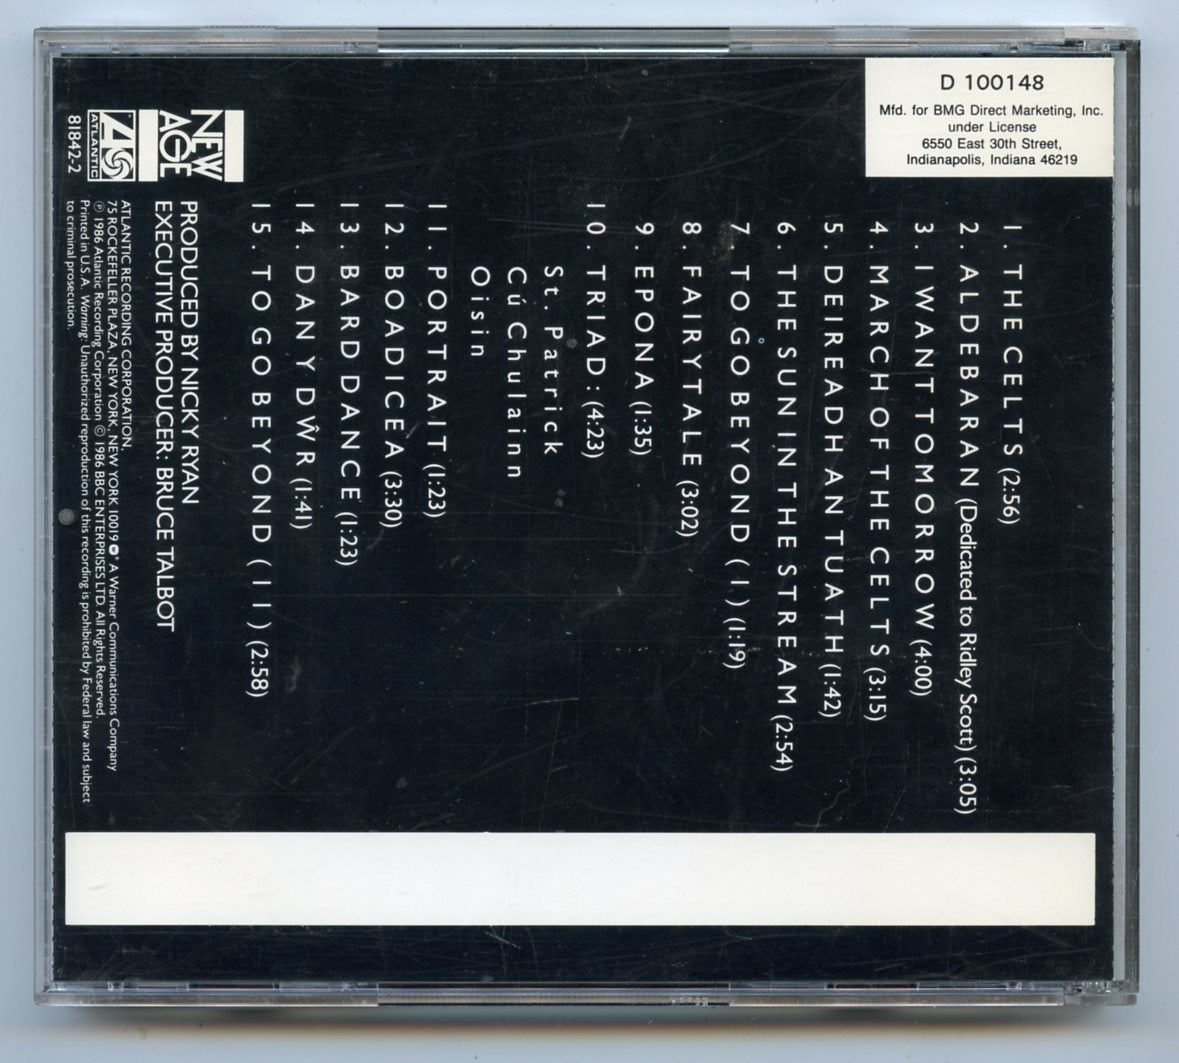 D 100148
Mfd. for BMG Direct Marketing, Inc.
under License
6550 East 30th Street,
Indianapolis, Indiana 46219
1. THE CELTS (2:56)
2. ALDEBARAN (Dedicated to Ridley Scott) (3:05)
3. I WANT TOMORROW (4:00)
4. MARCH OF THE CELTS (3:15)
5. DEIREADH AN TUATH (1:42)
6. THE SUN IN THE STREAM (2:54)
7. TO GO BEYOND (I) (1:19)
8. FAIRYTALE (3:02)
9. EPONA (1:35)
10. TRIAD: (4:23)
St. Patrick
Cú Chulainn
Oisin
11. PORTRAIT (1:23)
12. BOADICEA (3:30)
13. BARD DANCE (1:23)
14. DAN Y DŴR (1:41)
15. TO GO BEYOND (II) (2:58)
NEW
AGE
PRODUCED BY NICKY RYAN
EXECUTIVE PRODUCER: BRUCE TALBOT
ATLANTIC
81842-2
ATLANTIC RECORDING CORPORATION,
75 ROCKEFELLER PLAZA, NEW YORK, NEW YORK 10019 ® A Warner Communications Company
℗ 1986 Atlantic Recording Corporation © 1986 BBC ENTERPRISES LTD. All Rights Reserved.
Printed in U.S.A. Warning: Unauthorized reproduction of this recording is prohibited by Federal law and subject
to criminal prosecution.